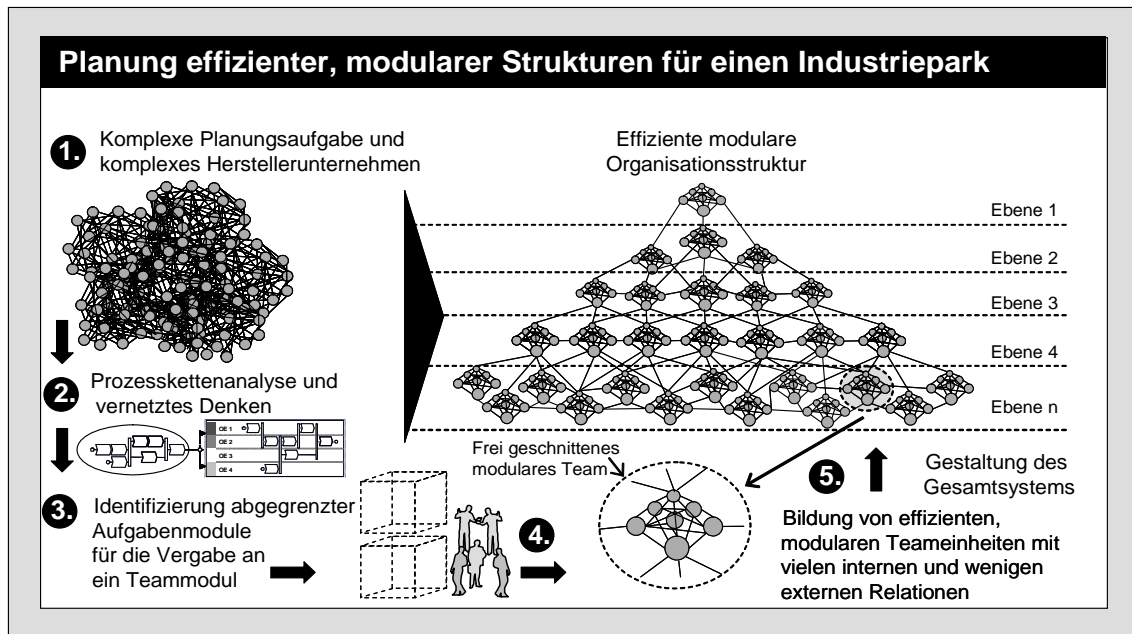 Planung effizienter, modularer Strukturen für einen Industriepark
1.
Komplexe Planungsaufgabe und
komplexes Herstellerunternehmen
Effiziente modulare
Organisationsstruktur
Ebene 1
Ebene 2
Ebene 3
Ebene 4
Ebene n
2.
Prozesskettenanalyse und
vernetztes Denken
OE 1
OE 2
OE 3
OE 4
3.
Identifizierung abgegrenzter
Aufgabenmodule
für die Vergabe an
ein Teammodul
4.
Frei geschnittenes
modulares Team
5.
Gestaltung des
Gesamtsystems
Bildung von effizienten,
modularen Teameinheiten mit
vielen internen und wenigen
externen Relationen